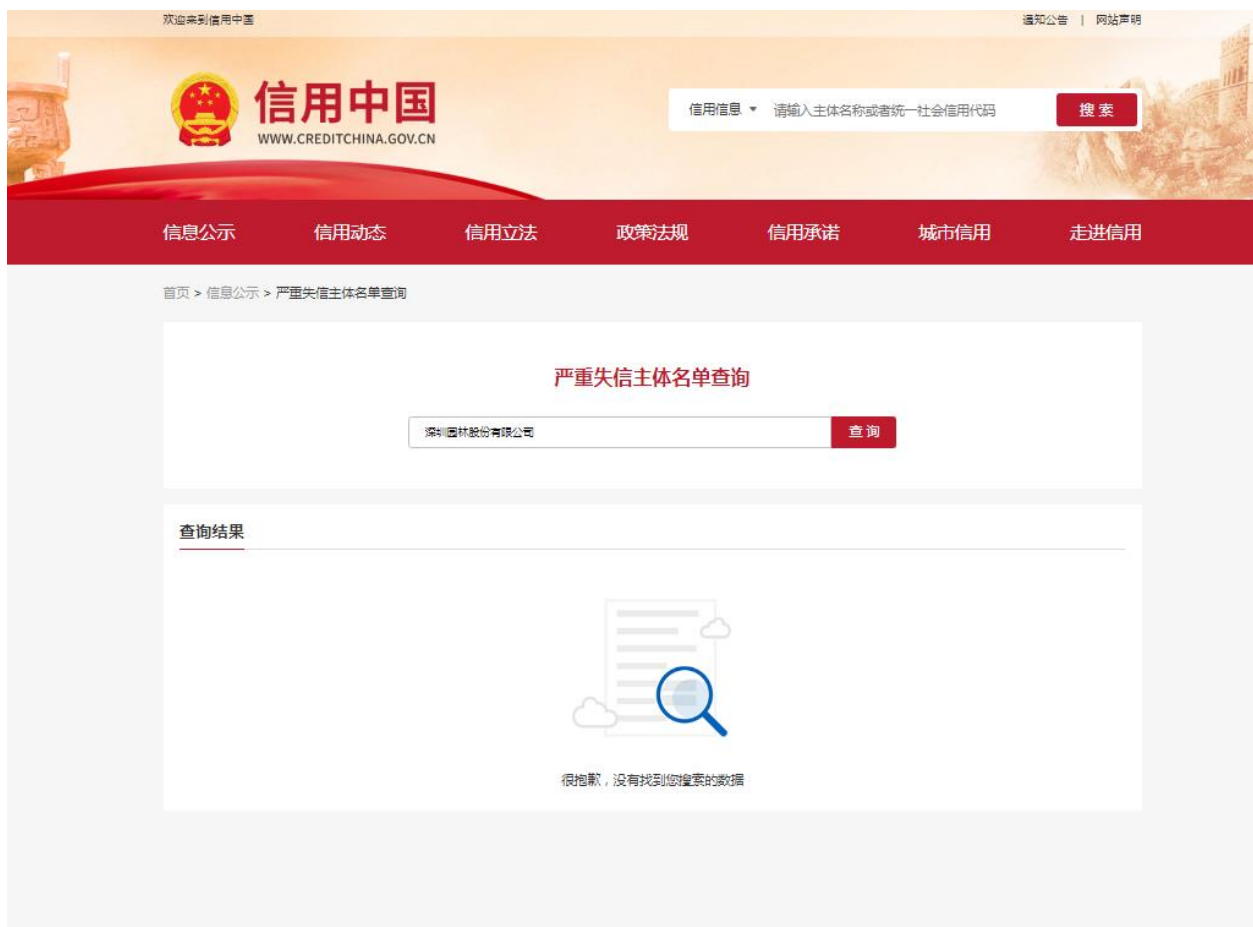 欢迎来到信用中国
通知公告 | 网站声明
信用中国
WWW.CREDITCHINA.GOV.CN
信用信息 请输入主体名称或者统一社会信用代码 搜索
信息公示 信用动态 信用立法 政策法规 信用承诺 城市信用 走进信用
首页 > 信息公示 > 严重失信主体名单查询
严重失信主体名单查询
深圳园林股份有限公司 查询
查询结果
很抱歉，没有找到您搜索的数据